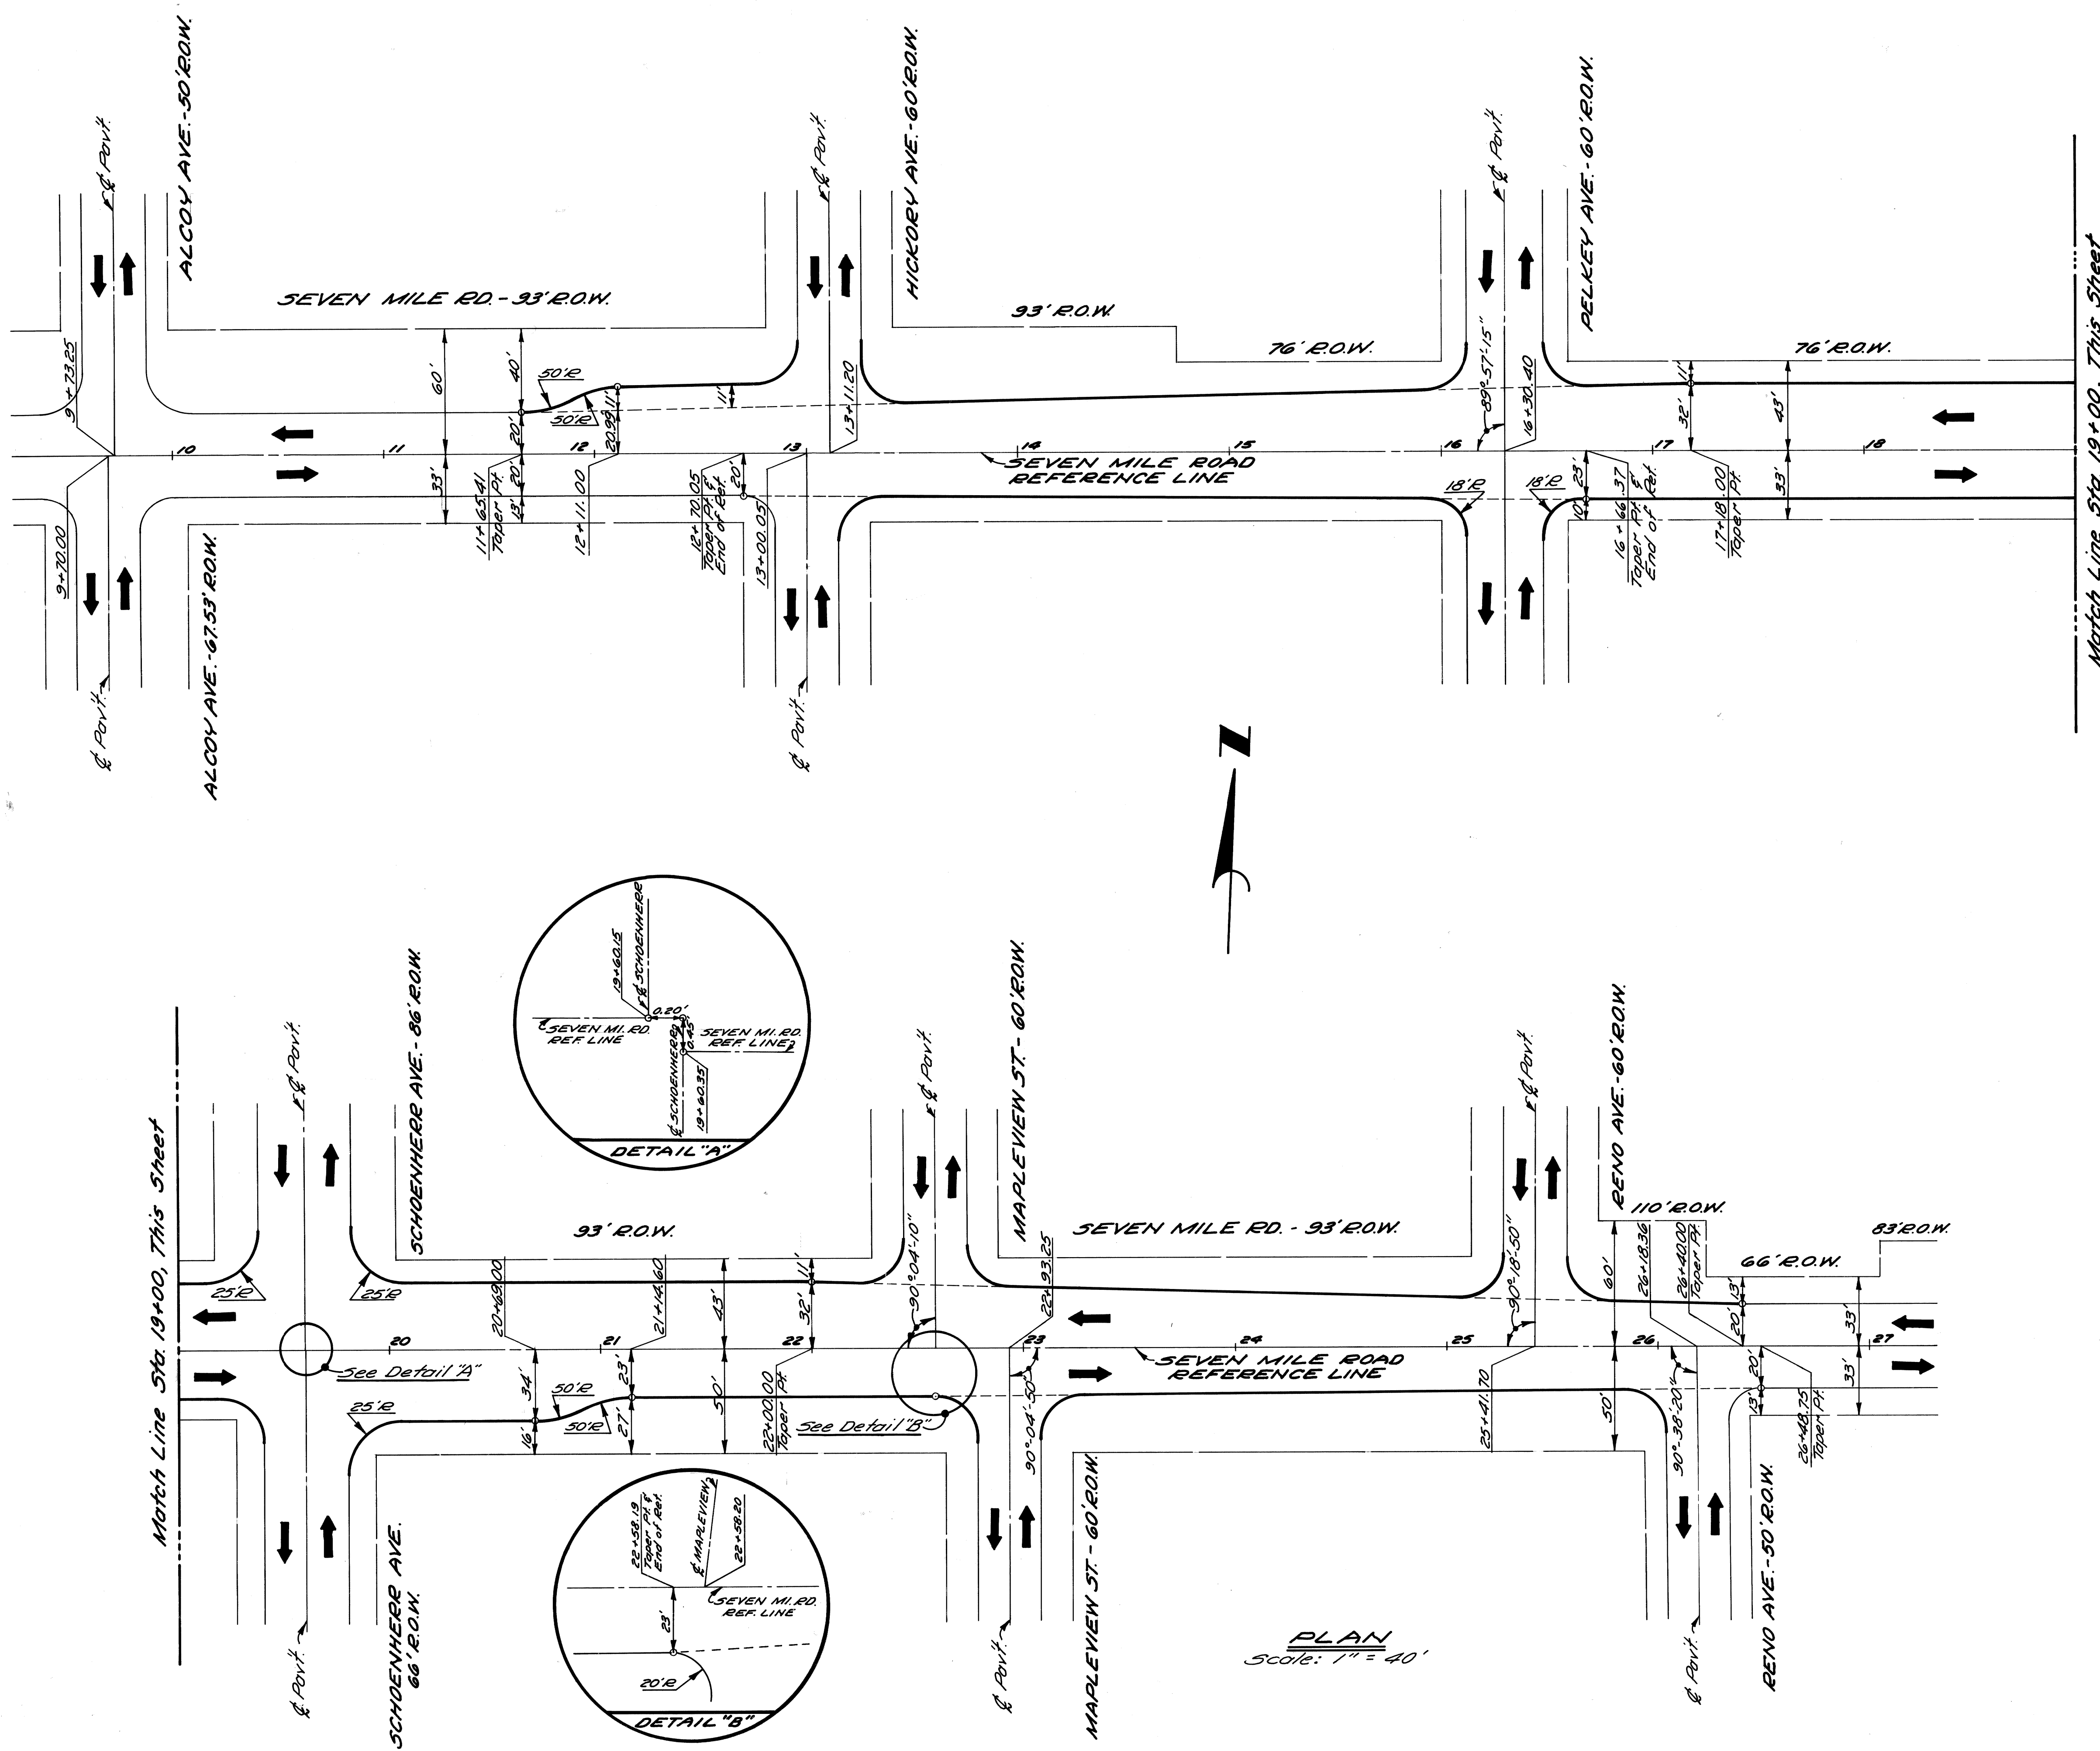 ALCOY AVE.-50' R.O.W.
℄ Pav't.
9+73.25
SEVEN MILE RD. - 93' R.O.W.
60'
40'
50'R
50'R
11'
11'
20.99'
20'
20'
13'
33'
10
11
12
13
14
15
16
17
18
9+70.00
℄ Pav't.
ALCOY AVE.-67.53' R.O.W.
11+65.41
Taper Pt.
12+11.00
12+70.05
Taper Pt. &
End of Ret.
20'
13+00.05
℄ Pav't.
℄ Pav't.
HICKORY AVE.-60' R.O.W.
13+11.20
93' R.O.W.
76' R.O.W.
SEVEN MILE ROAD
REFERENCE LINE
℄ Pav't.
PELKEY AVE.-60' R.O.W.
89°-57'-15"
16+30.40
18'R
18'R
23'
10'
16+66.37
Taper Pt. &
End of Ret.
17+18.00
Taper Pt.
11'
32'
43'
33'
76' R.O.W.
Match Line Sta. 19+00, This Sheet
Z
Match Line Sta. 19+00, This Sheet
℄ Pav't.
SCHOENHERR AVE.-86' R.O.W.
25'R
25'R
25'R
20
21
22
23
24
25
26
27
See Detail "A"
℄ Pav't.
SCHOENHERR AVE.
66' R.O.W.
19+60.15
℄ SCHOENHERR
0.20'
0.45'
SEVEN MI. RD.
REF. LINE
SEVEN MI. RD.
REF. LINE
℄ SCHOENHERR
19+60.35
DETAIL "A"
93' R.O.W.
20+69.00
21+14.60
43'
11'
32'
34'
23'
50'R
50'R
16'
27'
50'
22+00.00
Taper Pt.
See Detail "B"
22+58.19
Taper Pt. &
End of Ret.
℄ MAPLEVIEW
22+58.20
23'
SEVEN MI. RD.
REF. LINE
20'R
DETAIL "B"
℄ Pav't.
MAPLEVIEW ST. - 60' R.O.W.
90°-04'-10"
22+93.25
90°-04'-50"
℄ Pav't.
MAPLEVIEW ST. - 60' R.O.W.
SEVEN MILE RD. - 93' R.O.W.
SEVEN MILE ROAD
REFERENCE LINE
℄ Pav't.
RENO AVE.-60' R.O.W.
90°-18'-50"
25+41.70
60'
50'
110' R.O.W.
26+18.36
26+40.00
Taper Pt.
66' R.O.W.
83' R.O.W.
13'
20'
33'
20'
13'
33'
90°-38'-20"
26+48.75
Taper Pt.
℄ Pav't.
RENO AVE.-50' R.O.W.
PLAN
Scale: 1" = 40'